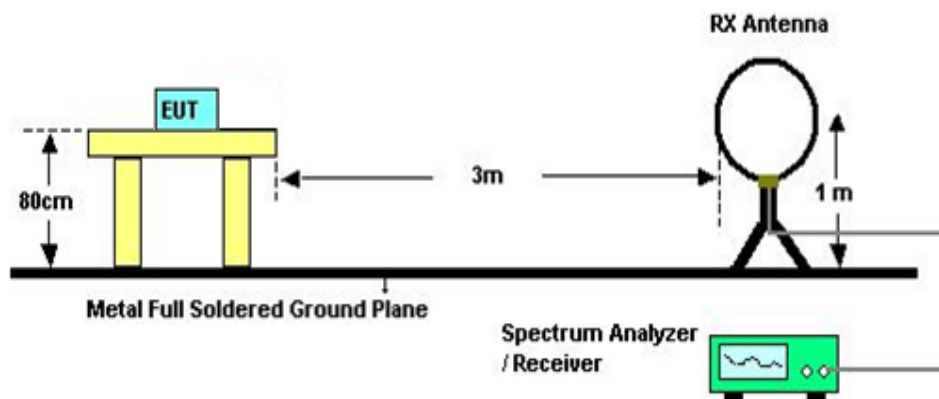 RX Antenna
EUT
80cm
3m
1 m
Metal Full Soldered Ground Plane
Spectrum Analyzer
/ Receiver